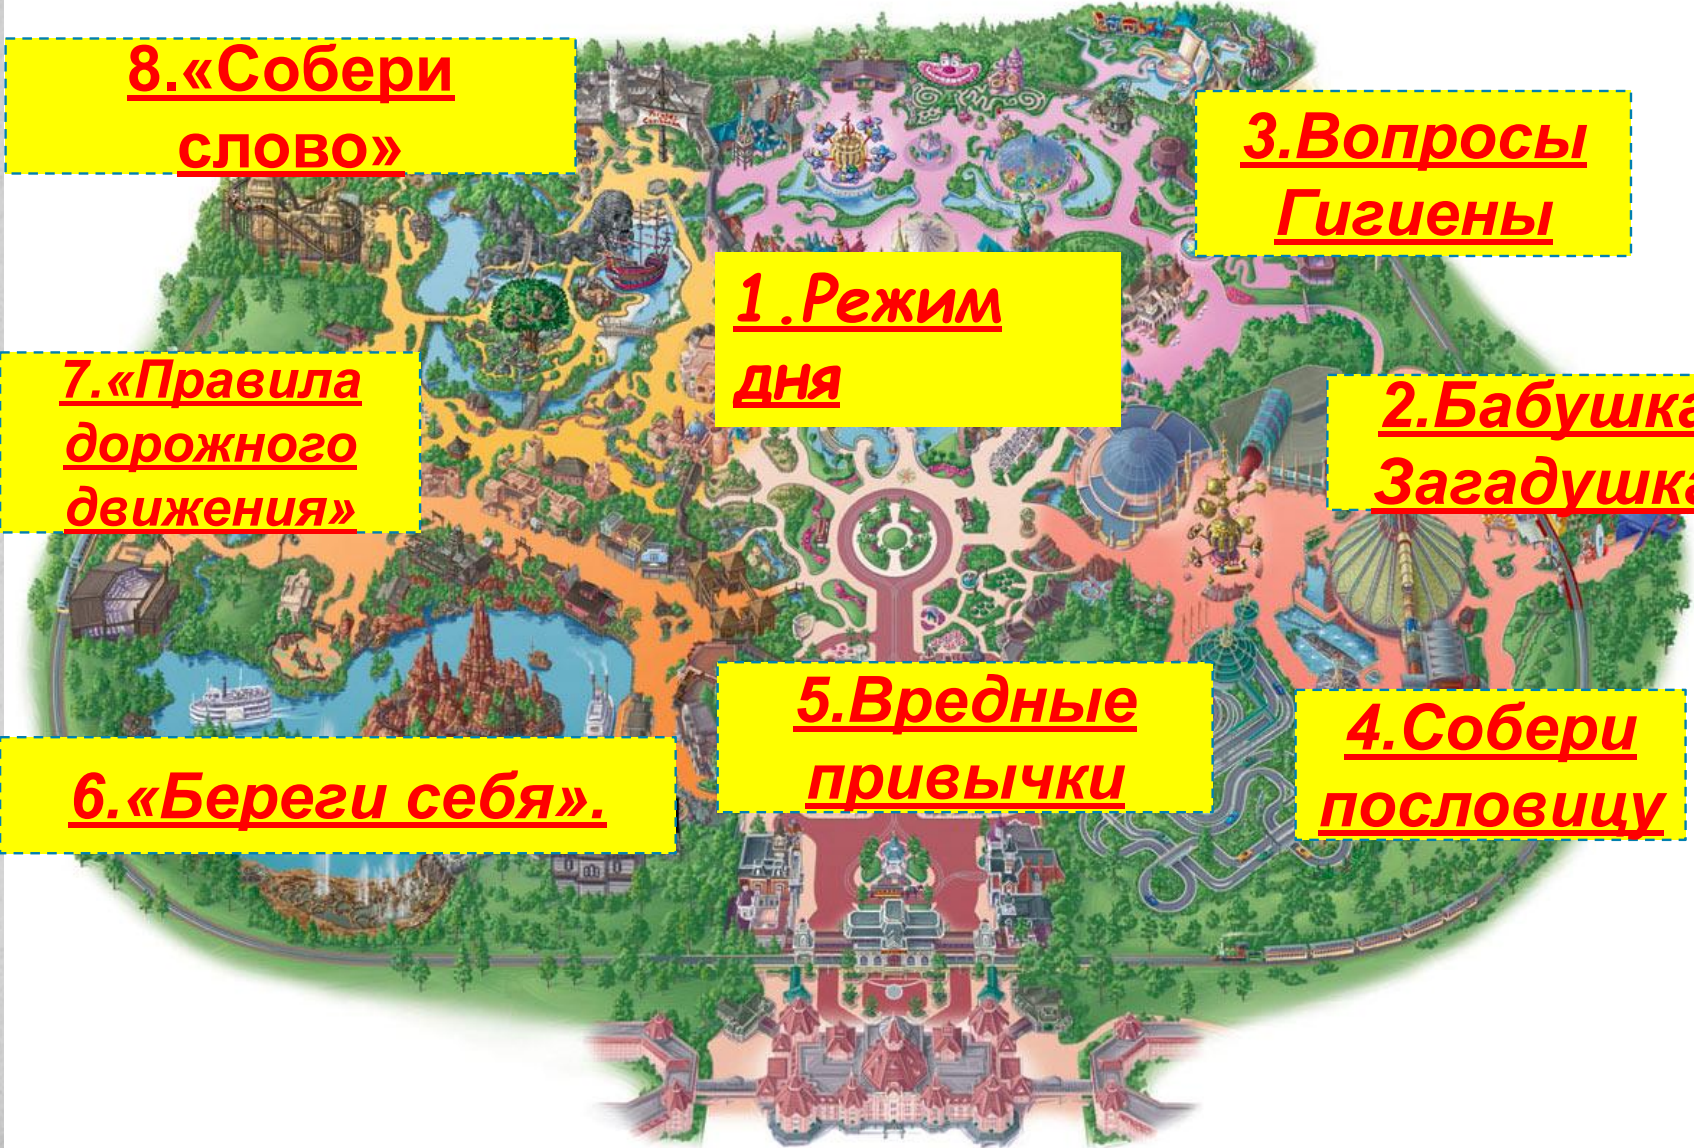 8.«Собери
слово»
3.Вопросы
Гигиены
1.Режим
дня
7.«Правила
дорожного
движения»
2.Бабушка
Загадушка
5.Вредные
привычки
4.Собери
пословицу
6.«Береги себя».